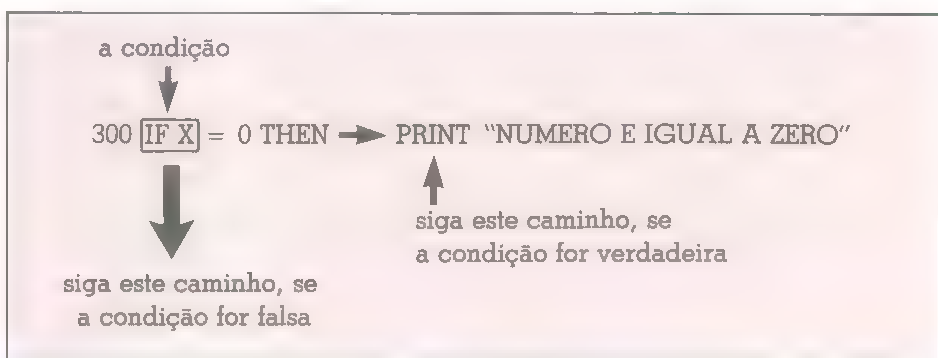 a condição
300 IF X = 0 THEN PRINT "NUMERO E IGUAL A ZERO"
siga este caminho, se
a condição for verdadeira
siga este caminho, se
a condição for falsa